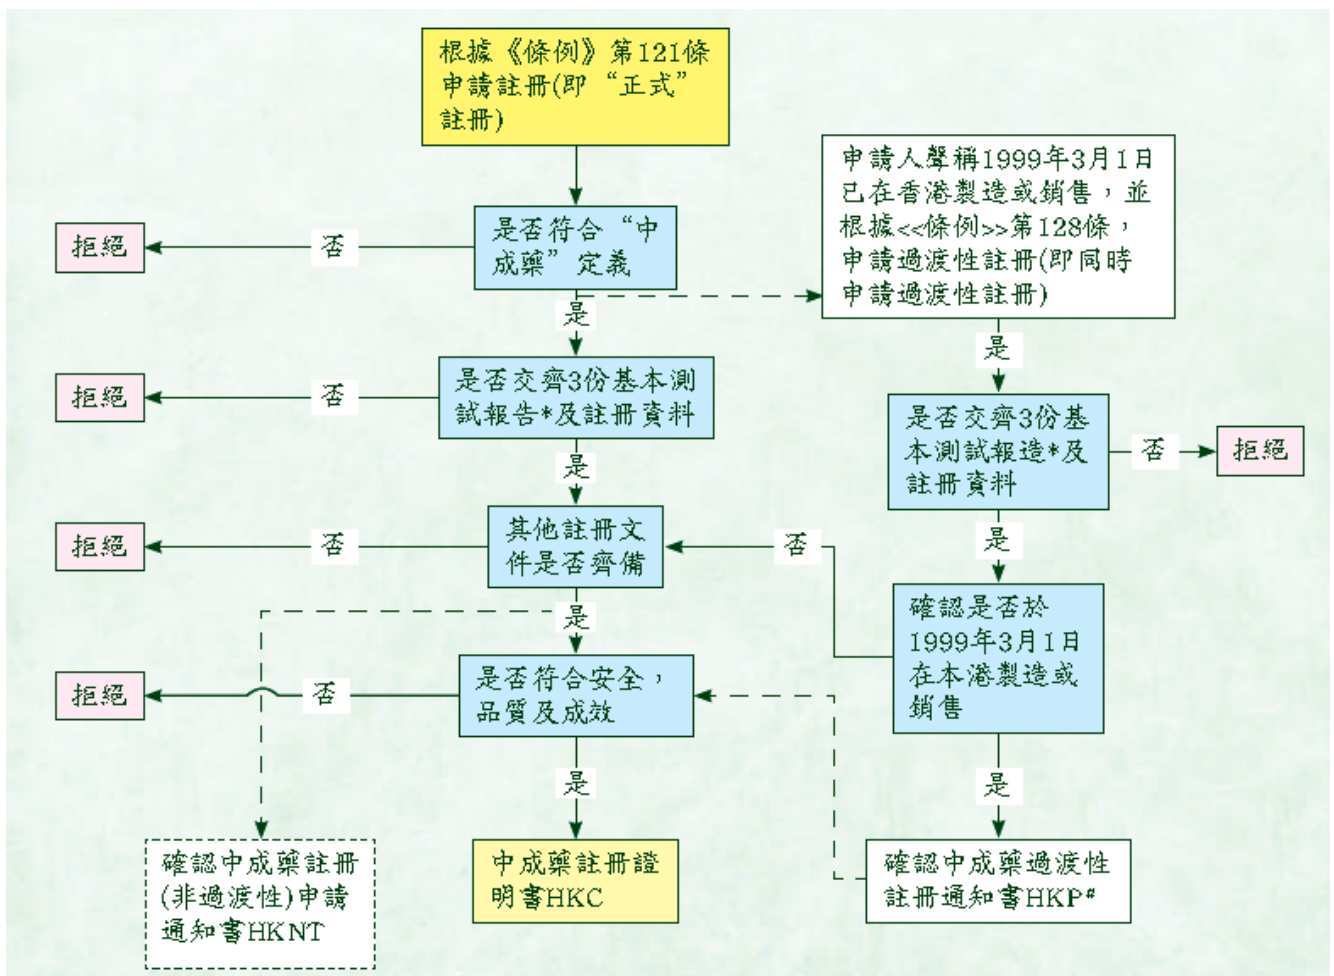 根據《條例》第121條
申請註冊(即“正式”
註冊)
申請人聲稱1999年3月1日
已在香港製造或銷售，並
根據<<條例>>第128條，
申請過渡性註冊(即同時
申請過渡性註冊)
是否符合“中
成藥”定義
否
拒絕
是
是
是否交齊3份基本測
試報告*及註冊資料
否
拒絕
是否交齊3份基
本測試報造*及
註冊資料
否
拒絕
是
其他註冊文
件是否齊備
否
拒絕
否
是
確認是否於
1999年3月1日
在本港製造或
銷售
是
是否符合安全，
品質及成效
否
拒絕
是
是
確認中成藥註冊
(非過渡性)申請
通知書HKNT
中成藥註冊證
明書HKC
確認中成藥過渡性
註冊通知書HKP#